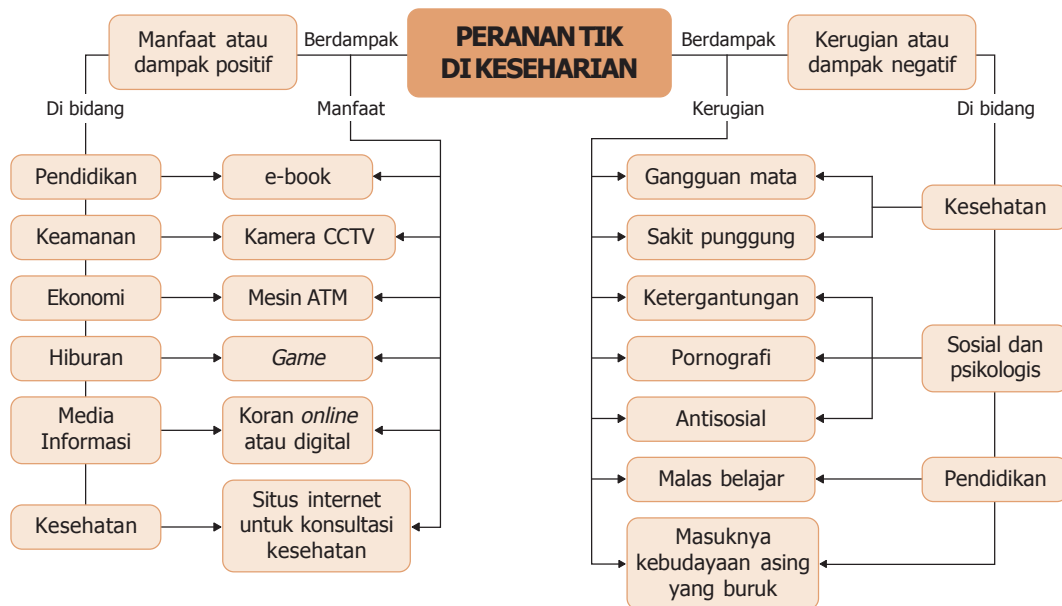 Manfaat atau
dampak positif
Berdampak
PERANAN TIK
DI KESEHARIAN
Berdampak
Kerugian atau
dampak negatif
Di bidang
Manfaat
Kerugian
Di bidang
Pendidikan
e-book
Keamanan
Kamera CCTV
Ekonomi
Mesin ATM
Hiburan
Game
Media
Informasi
Koran online
atau digital
Kesehatan
Situs internet
untuk konsultasi
kesehatan
Gangguan mata
Sakit punggung
Kesehatan
Ketergantungan
Pornografi
Antisosial
Sosial dan
psikologis
Malas belajar
Pendidikan
Masuknya
kebudayaan asing
yang buruk